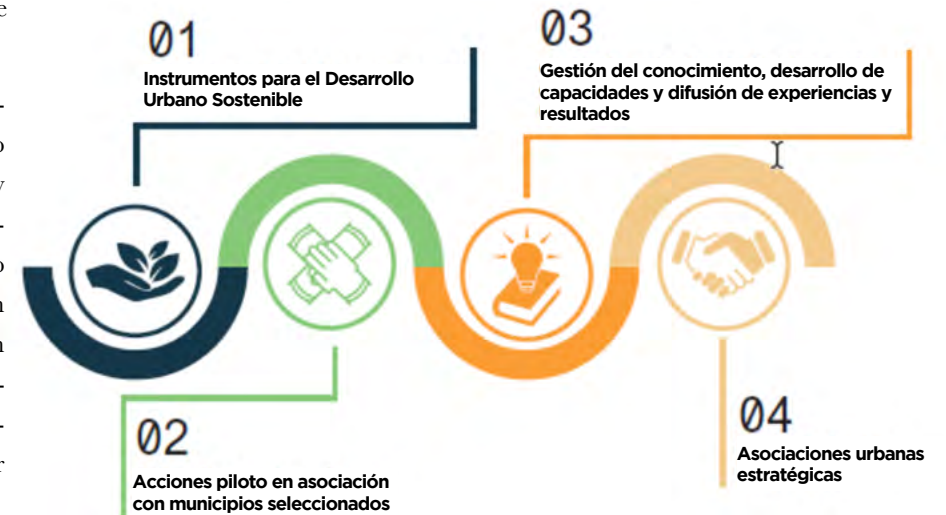 01
Instrumentos para el Desarrollo
Urbano Sostenible
02
Acciones piloto en asociación
con municipios seleccionados
03
Gestión del conocimiento, desarrollo de
capacidades y difusión de experiencias y
resultados
04
Asociaciones urbanas
estratégicas